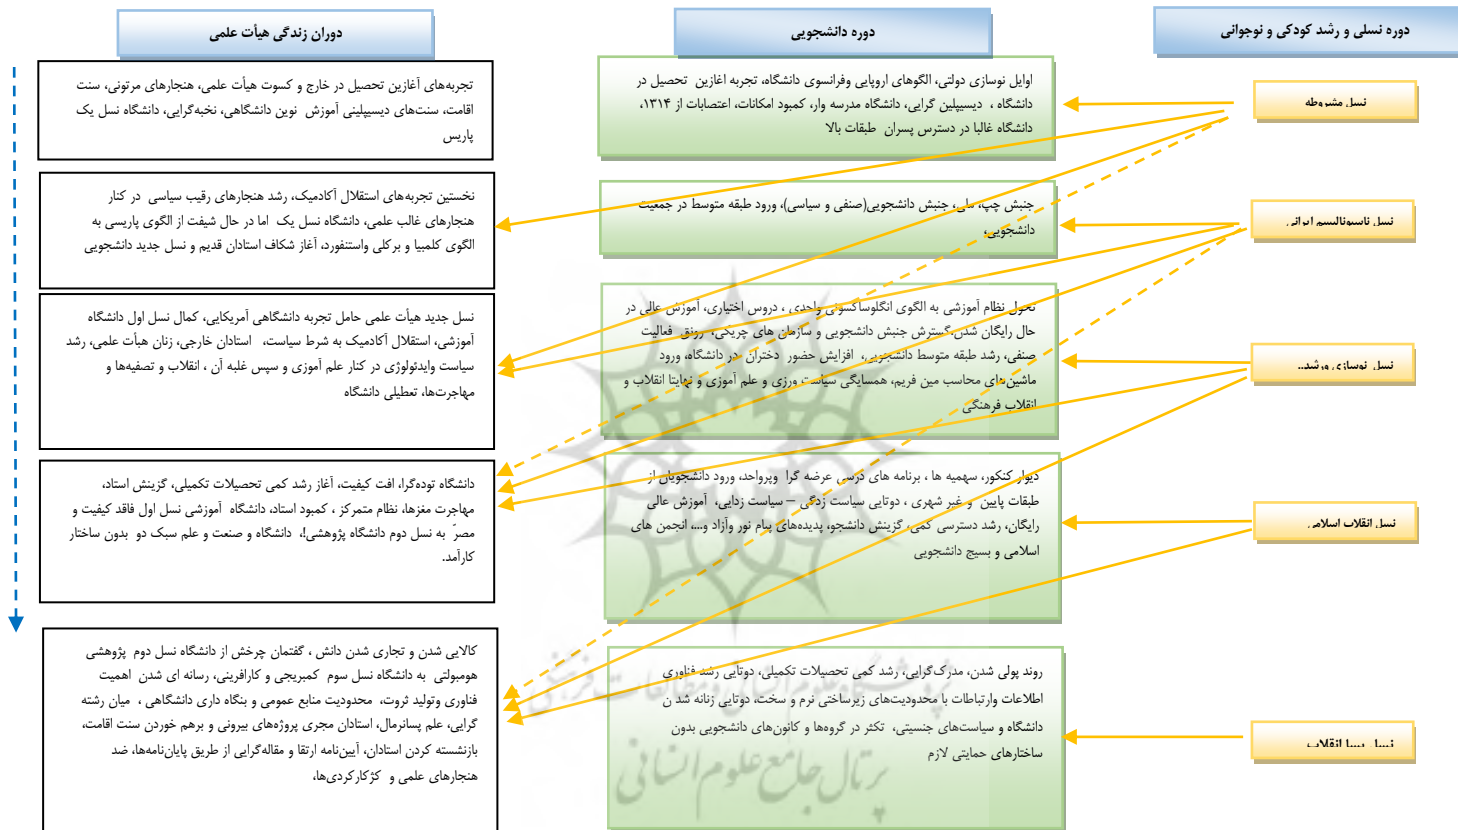 دوره نسلی و رشد کودکی و نوجوانی
دوره دانشجویی
دوران زندگی هیأت علمی
نسل مشروطه
اوایل نوسازی دولتی، الگوهای اروپایی وفرانسوی دانشگاه، تجربه اغازین تحصیل در
دانشگاه ، دیسیپلین گرایی، دانشگاه مدرسه وار، کمبود امکانات، اعتصابات از ۱۳۱۴،
دانشگاه غالبا در دسترس پسران طبقات بالا
تجربه‌های آغازین تحصیل در خارج و کسوت هیأت علمی، هنجارهای مرتونی، سنت
اقامت، سنت‌های دیسیپلینی آموزش نوین دانشگاهی، نخبه‌گرایی، دانشگاه نسل یک
پاریس
نسل ناسیونالیسم ایرانی
جنبش چپ، ملی، جنبش دانشجویی(صنفی و سیاسی)، ورود طبقه متوسط در جمعیت
دانشجویی،
نخستین تجربه‌های استقلال آکادمیک، رشد هنجارهای رقیب سیاسی در کنار
هنجارهای غالب علمی، دانشگاه نسل یک اما در حال شیفت از الگوی پاریسی به
الگوی کلمبیا و برکلی واستنفورد، آغاز شکاف استادان قدیم و نسل جدید دانشجویی
نسل نوسازی ورشد..
تحول نظام آموزشی به الگوی انگلوساکسونی واحدی ، دروس اختیاری، آموزش عالی در
حال رایگان شدن،گسترش جنبش دانشجویی و سازمان های چریکی، رونق فعالیت
صنفی، رشد طبقه متوسط دانشجویی، افزایش حضور دختران در دانشگاه، ورود
ماشین‌های محاسب مین فریم، همسایگی سیاست ورزی و علم آموزی و نهایتا انقلاب و
انقلاب فرهنگی
نسل جدید هیأت علمی حامل تجربه دانشگاهی آمریکایی، کمال نسل اول دانشگاه
آموزشی، استقلال آکادمیک به شرط سیاست، استادان خارجی، زنان هیأت علمی، رشد
سیاست وایدئولوژی در کنار علم آموزی و سپس غلبه آن ، انقلاب و تصفیه‌ها و
مهاجرت‌ها، تعطیلی دانشگاه
نسل انقلاب اسلامی
دیوار کنکور، سهمیه ها ، برنامه های درسی عرضه گرا وپرواحد، ورود دانشجویان از
طبقات پایین و غیر شهری ، دوتایی سیاست زدگی – سیاست زدایی، آموزش عالی
رایگان، رشد دسترسی کمی، گزینش دانشجو، پدیده‌های پیام نور وآزاد و...، انجمن های
اسلامی و بسیج دانشجویی
دانشگاه توده‌گرا، افت کیفیت، آغاز رشد کمی تحصیلات تکمیلی، گزینش استاد،
مهاجرت مغزها، نظام متمرکز ، کمبود استاد، دانشگاه آموزشی نسل اول فاقد کیفیت و
مصرّ به نسل دوم دانشگاه پژوهشی!، دانشگاه و صنعت و علم سبک دو بدون ساختار
کارآمد.
نسل پسا انقلاب
روند پولی شدن، مدرک‌گرایی، رشد کمی تحصیلات تکمیلی، دوتایی رشد فناوری
اطلاعات وارتباطات با محدودیت‌های زیرساختی نرم و سخت، دوتایی زنانه شد ن
دانشگاه و سیاست‌های جنسیتی، تکثر در گروه‌ها و کانون‌های دانشجویی بدون
ساختارهای حمایتی لازم
کالایی شدن و تجاری شدن دانش ، گفتمان چرخش از دانشگاه نسل دوم پژوهشی
هومبولتی به دانشگاه نسل سوم کمبریجی و کارافرینی، رسانه ای شدن اهمیت
فناوری وتولید ثروت، محدودیت منابع عمومی و بنگاه داری دانشگاهی ، میان رشته
گرایی، علم پسانرمال، استادان مجری پروژه‌های بیرونی و برهم خوردن سنت اقامت،
بازنشسته کردن استادان، آیین‌نامه ارتقا و مقاله‌گرایی از طریق پایان‌نامه‌ها، ضد
هنجارهای علمی و کژکارکردی‌ها،
پژوهشگاه علوم انسانی و مطالعات فرهنگی
پرتال جامع علوم انسانی